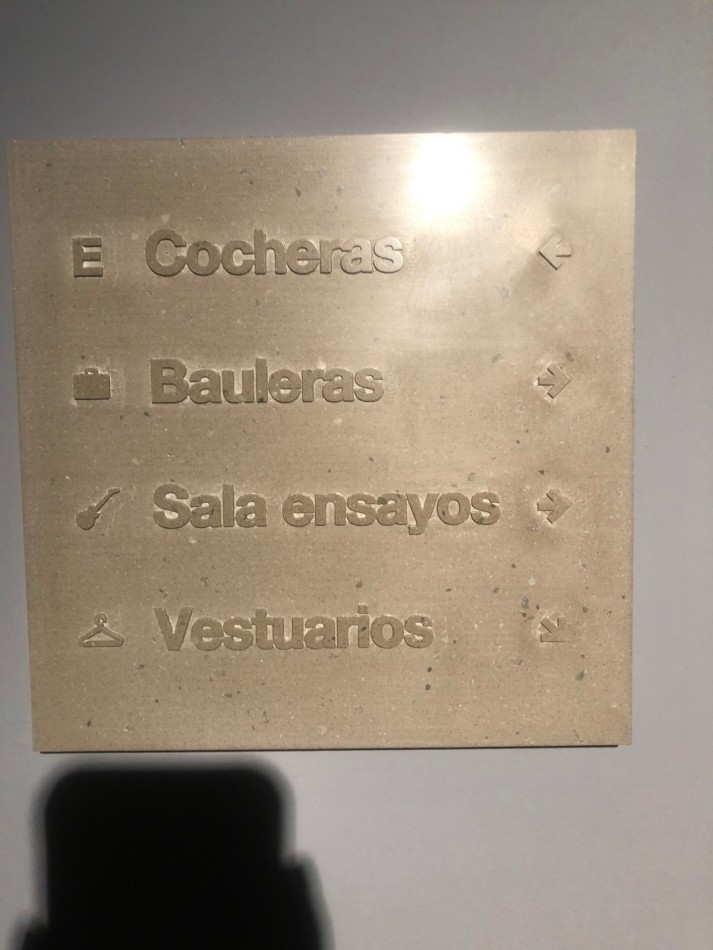 E Cocheras
Bauleras
Sala ensayos
Vestuarios